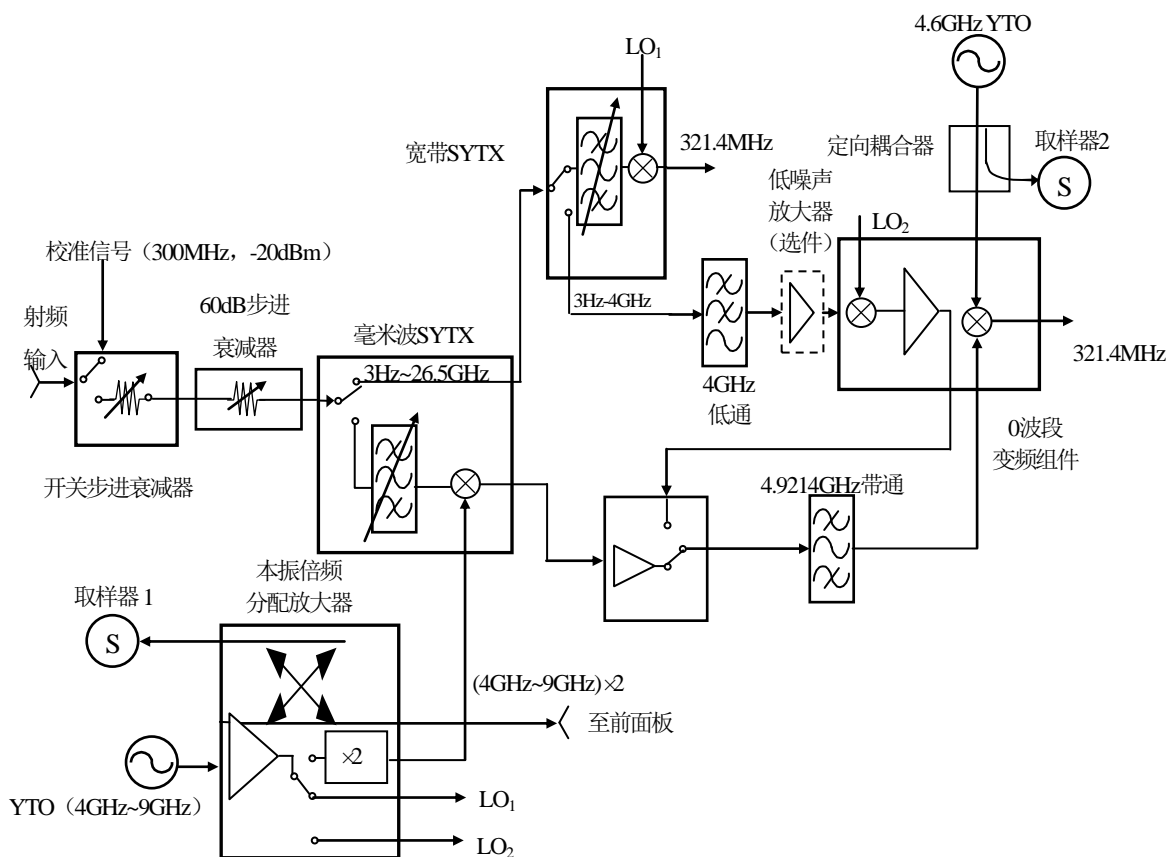 4.6GHz YTO
LO₁
宽带SYTX
321.4MHz
定向耦合器
取样器2
S
低噪声
放大器
（选件）
LO₂
校准信号（300MHz，-20dBm）
3Hz-4GHz
射频
输入
60dB步进
衰减器
毫米波SYTX
3Hz~26.5GHz
321.4MHz
4GHz
低通
0波段
变频组件
开关步进衰减器
4.9214GHz带通
本振倍频
分配放大器
取样器 1
S
(4GHz~9GHz)×2
至前面板
×2
YTO（4GHz~9GHz）
LO₁
LO₂